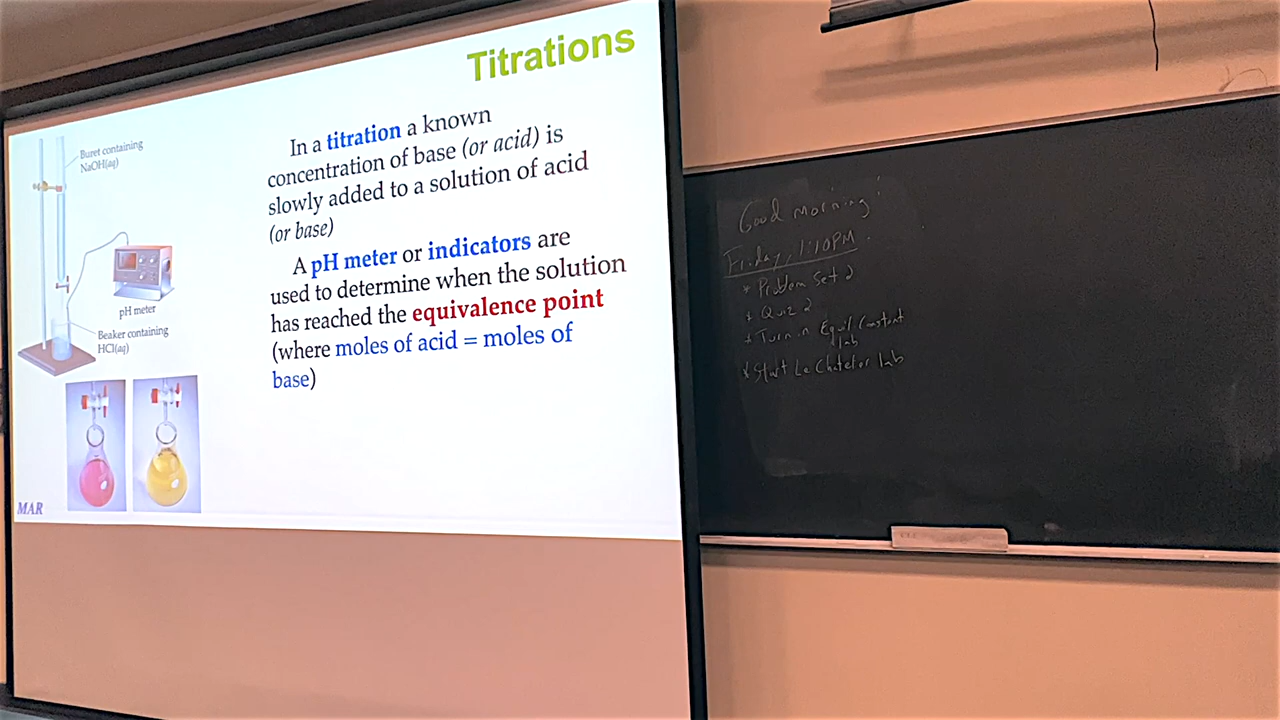 Titrations
Buret containing
NaOH(aq)
pH meter
Beaker containing
HCl(aq)
In a titration a known
concentration of base (or acid) is
slowly added to a solution of acid
(or base)
A pH meter or indicators are
used to determine when the solution
has reached the equivalence point
(where moles of acid = moles of
base)
MAR
Good morning!
Friday, 1:10PM
* Problem Set 2
* Quiz 2
* Turn in Equil Constant
lab
* Start Le Chatelier lab